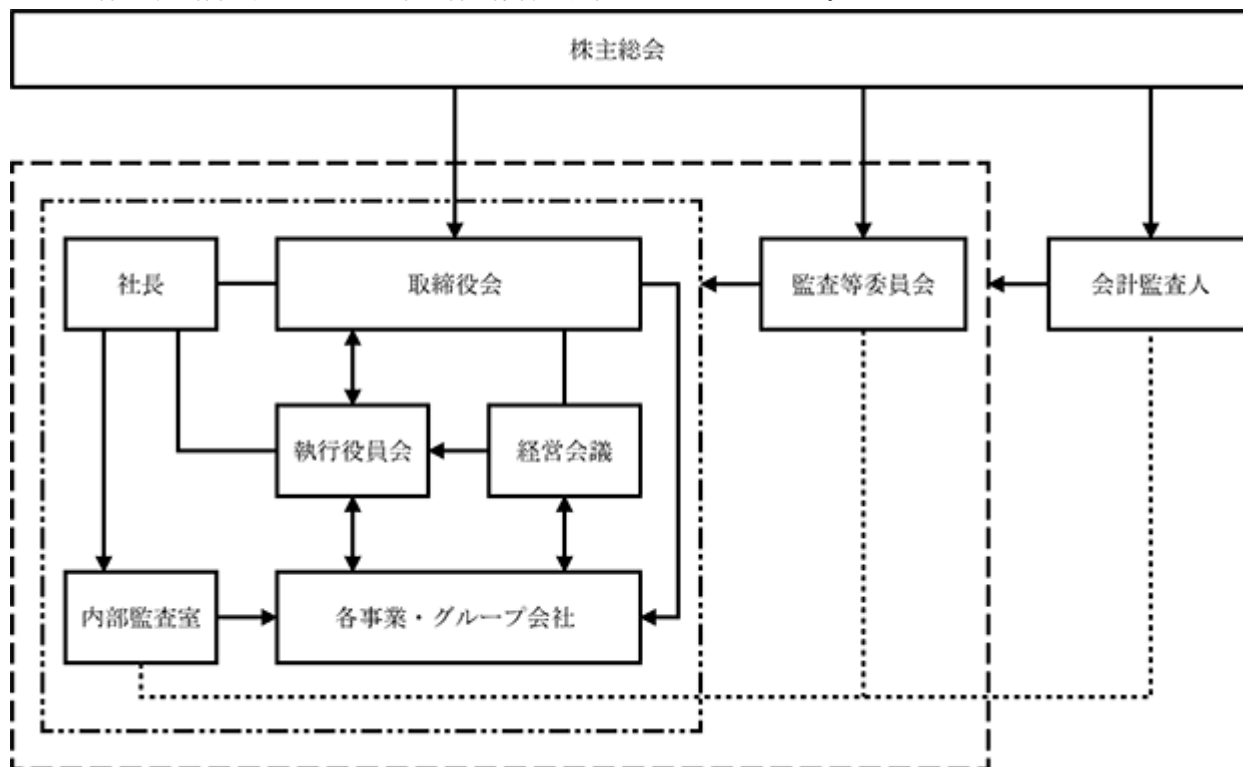 株主総会
社長
取締役会
監査等委員会
会計監査人
執行役員会
経営会議
内部監査室
各事業・グループ会社